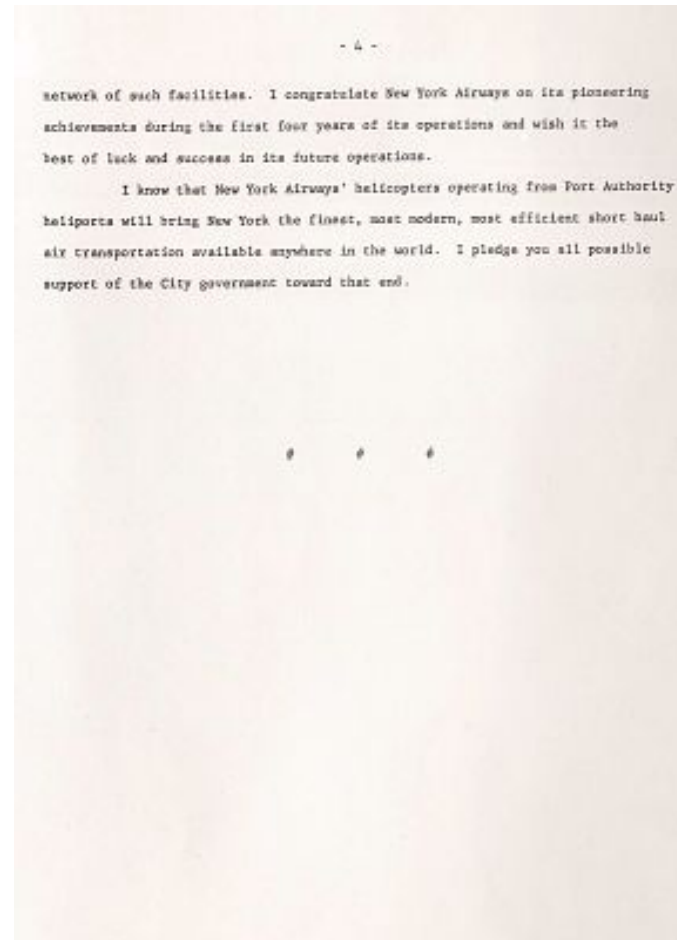 - 4 -
network of such facilities. I congratulate New York Airways on its pioneering
achievements during the first four years of its operations and wish it the
best of luck and success in its future operations.
I know that New York Airways' helicopters operating from Port Authority
heliports will bring New York the finest, most modern, most efficient short haul
air transportation available anywhere in the world. I pledge you all possible
support of the City government toward that end.
# # #